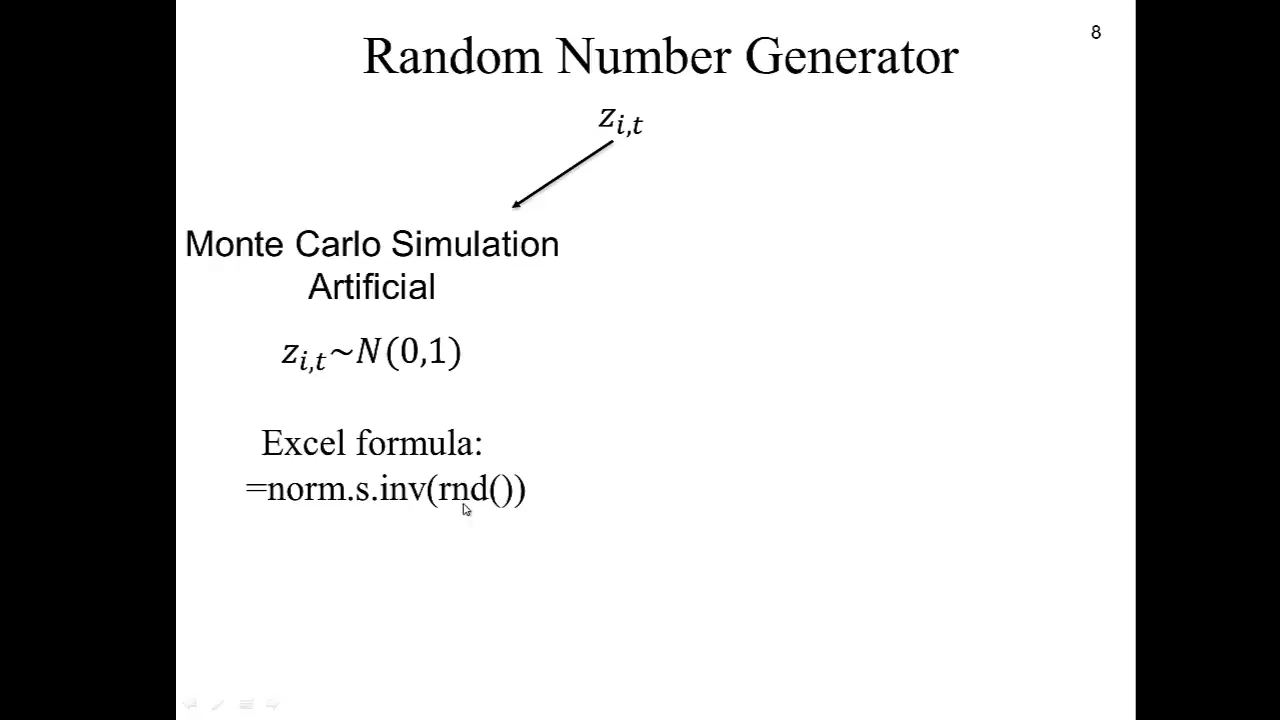 8
Random Number Generator
z_{i,t}
Monte Carlo Simulation
Artificial
z_{i,t}~N(0,1)
Excel formula:
=norm.s.inv(rnd())